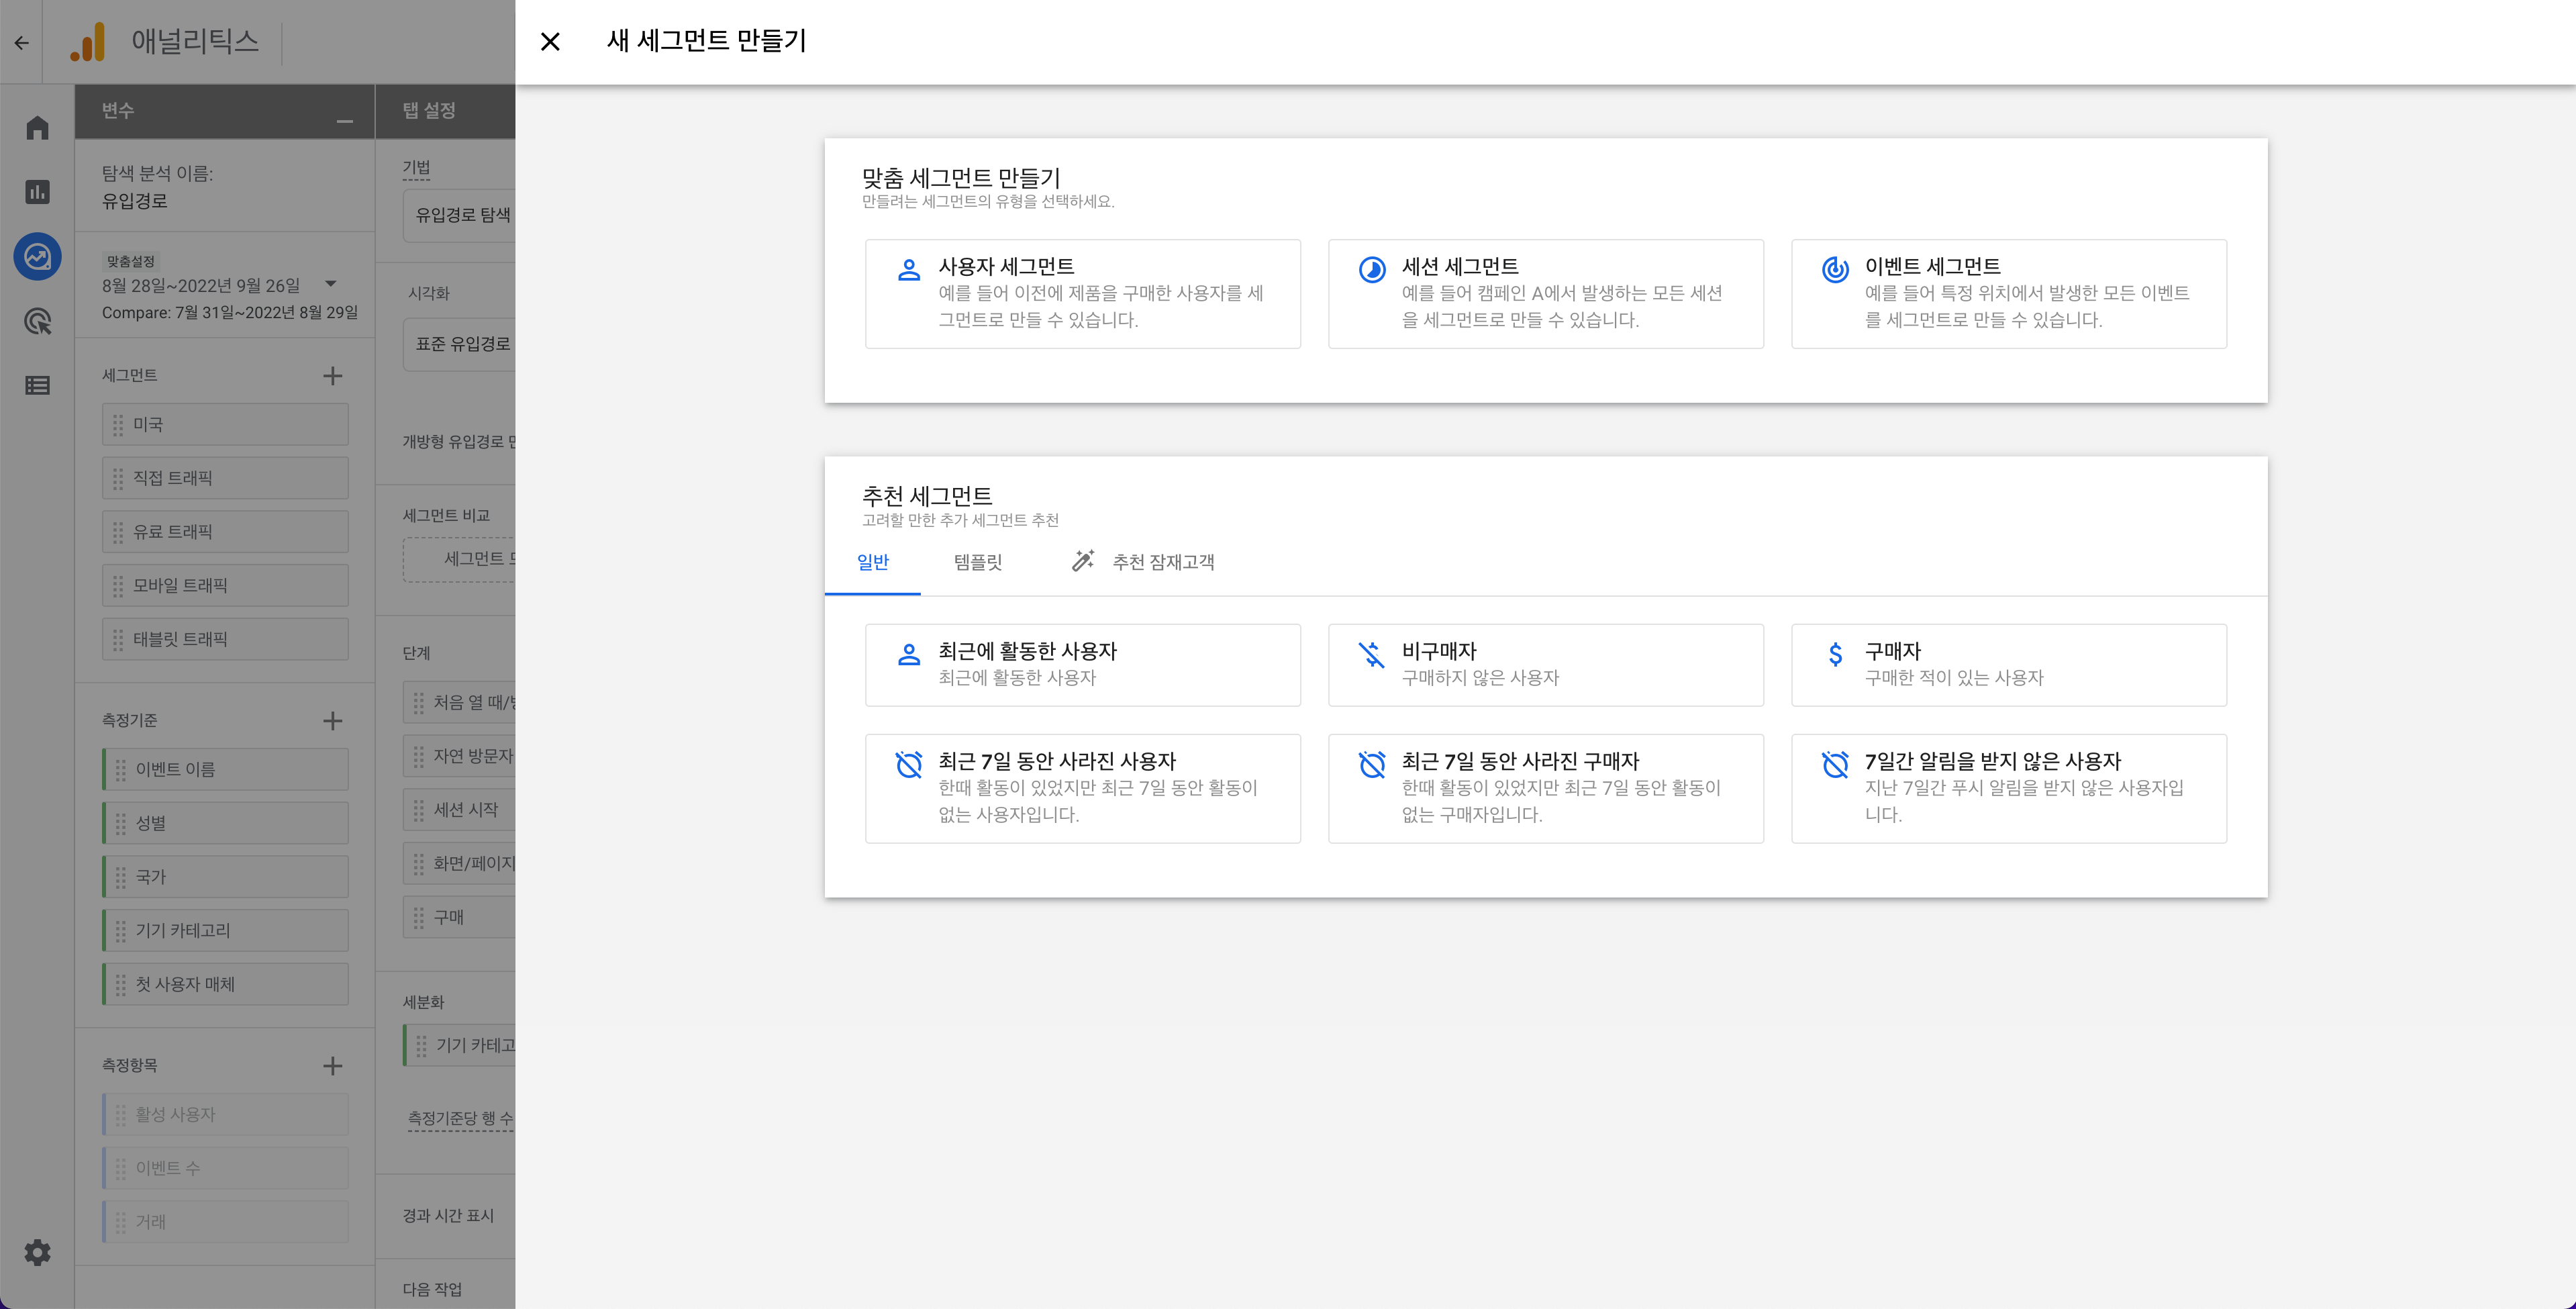 애널리틱스
새 세그먼트 만들기
변수
탭 설정
탐색 분석 이름:
유입경로
기법
유입경로 탐색
맞춤설정
8월 28일~2022년 9월 26일
Compare: 7월 31일~2022년 8월 29일
시각화
표준 유입경로
세그먼트
미국
직접 트래픽
유료 트래픽
모바일 트래픽
태블릿 트래픽
개방형 유입경로
세그먼트 비교
세그먼트
측정기준
이벤트 이름
성별
국가
기기 카테고리
첫 사용자 매체
단계
처음 열 때/
자연 방문자
세션 시작
화면/페이지
구매
세분화
기기 카테고
측정기준당 행 수
측정항목
활성 사용자
이벤트 수
거래
경과 시간 표시
다음 작업
맞춤 세그먼트 만들기
만들려는 세그먼트의 유형을 선택하세요.
사용자 세그먼트
예를 들어 이전에 제품을 구매한 사용자를 세
그먼트로 만들 수 있습니다.
세션 세그먼트
예를 들어 캠페인 A에서 발생하는 모든 세션
을 세그먼트로 만들 수 있습니다.
이벤트 세그먼트
예를 들어 특정 위치에서 발생한 모든 이벤트
를 세그먼트로 만들 수 있습니다.
추천 세그먼트
고려할 만한 추가 세그먼트 추천
일반
템플릿
추천 잠재고객
최근에 활동한 사용자
최근에 활동한 사용자
비구매자
구매하지 않은 사용자
구매자
구매한 적이 있는 사용자
최근 7일 동안 사라진 사용자
한때 활동이 있었지만 최근 7일 동안 활동이
없는 사용자입니다.
최근 7일 동안 사라진 구매자
한때 활동이 있었지만 최근 7일 동안 활동이
없는 구매자입니다.
7일간 알림을 받지 않은 사용자
지난 7일간 푸시 알림을 받지 않은 사용자입
니다.